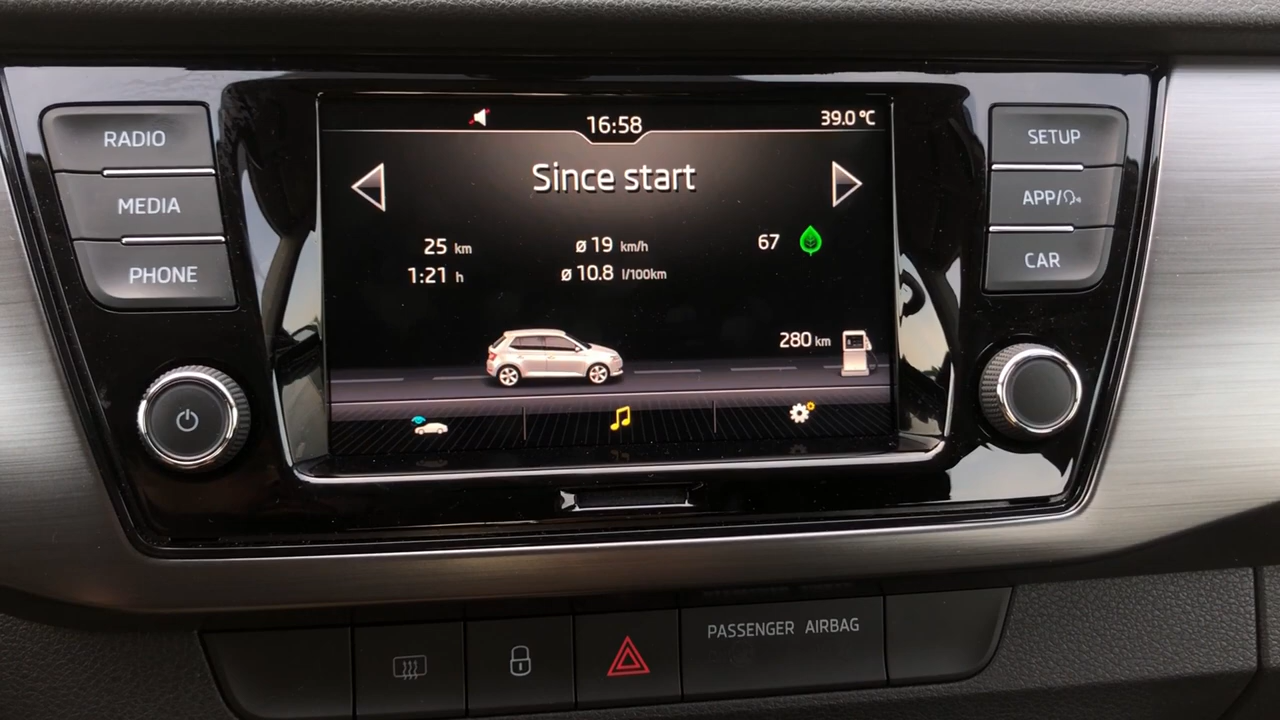 RADIO
MEDIA
PHONE
16:58
39.0 °C
Since start
25 km
ø 19 km/h
67
1:21 h
ø 10.8 l/100km
280 km
SETUP
APP/
CAR
PASSENGER AIRBAG